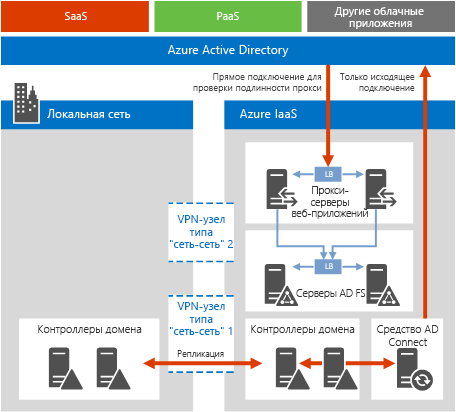 SaaS
PaaS
Другие облачные
приложения
Azure Active Directory
Прямое подключение для
проверки подлинности прокси
Только исходящее
подключение
Локальная сеть
Azure IaaS
LB
Прокси-
серверы
веб-приложений
VPN-узел
типа
"сеть-сеть" 2
LB
Серверы AD FS
VPN-узел
типа
"сеть-сеть" 1
Контроллеры домена
Репликация
Контроллеры домена
Средство AD
Connect